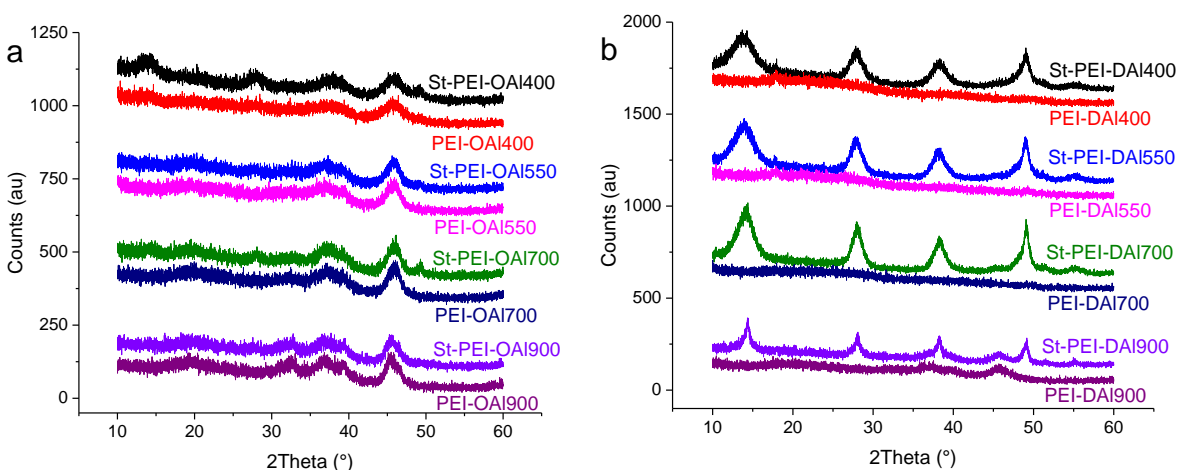 a
1250
1000
750
500
250
0
Counts (au)
St-PEI-OAl400
PEI-OAl400
St-PEI-OAl550
PEI-OAl550
St-PEI-OAl700
PEI-OAl700
St-PEI-OAl900
PEI-OAl900
10 20 30 40 50 60
2Theta (°)
b
2000
1500
1000
500
0
Counts (au)
St-PEI-DAl400
PEI-DAl400
St-PEI-DAl550
PEI-DAl550
St-PEI-DAl700
PEI-DAl700
St-PEI-DAl900
PEI-DAl900
10 20 30 40 50 60
2Theta (°)